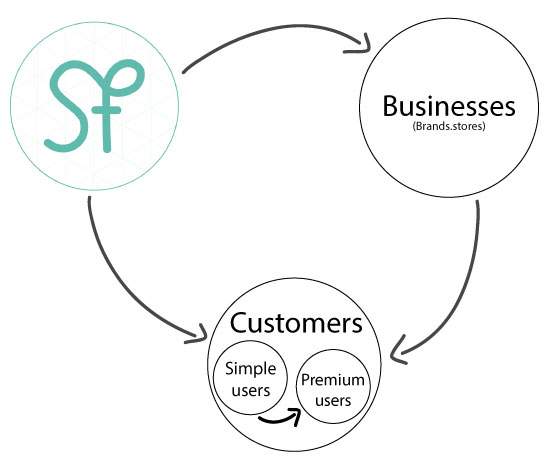 Sf
Businesses
(Brands.stores)
Customers
Simple
users
Premium
users